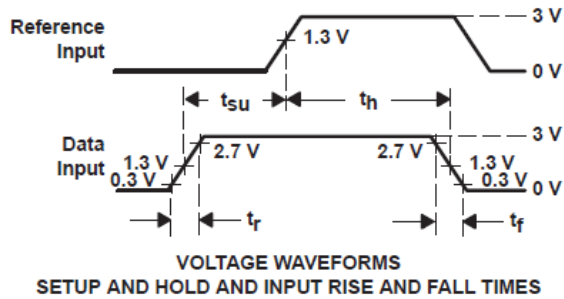 Reference
Input
1.3 V
3 V
0 V
tsu
th
Data
Input
3 V
2.7 V
2.7 V
1.3 V
1.3 V
0.3 V
0.3 V
0 V
tr
tf
VOLTAGE WAVEFORMS
SETUP AND HOLD AND INPUT RISE AND FALL TIMES